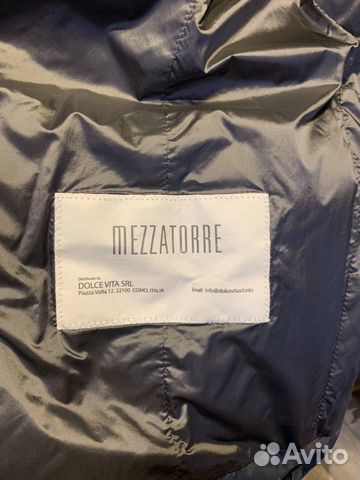 MEZZATORRE
Distribuito da
DOLCE VITA SRL
Piazza Volta 12, 22100 COMO, ITALIA
Email: info@dolcevitasrl.info
Avito